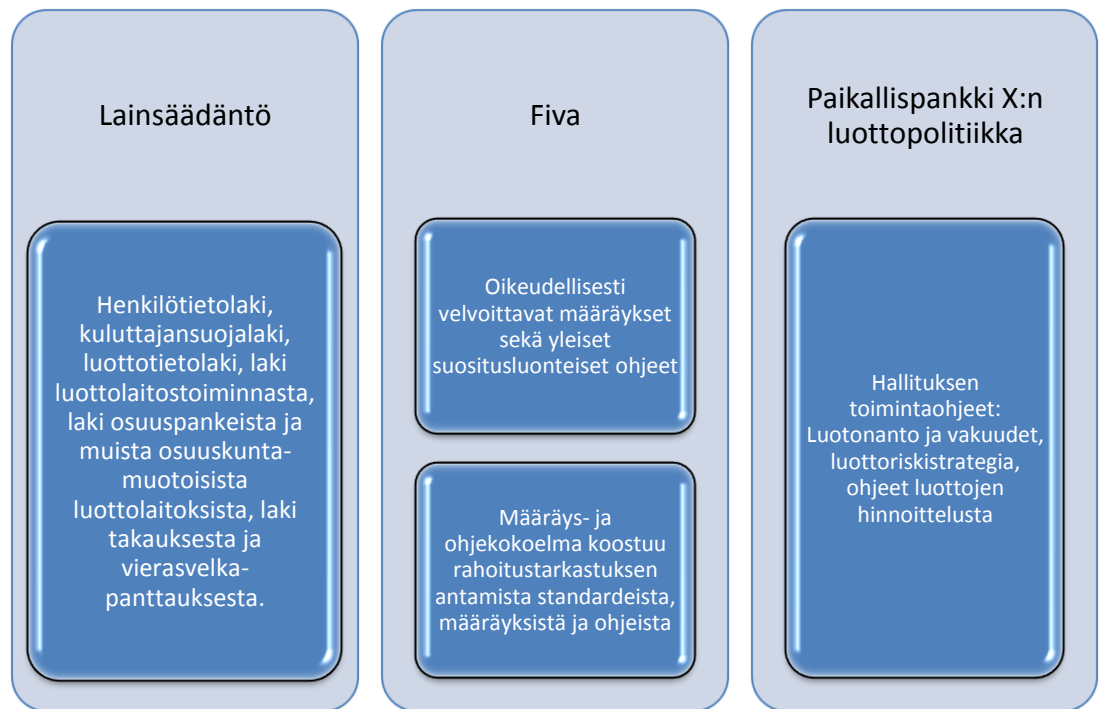 Lainsäädäntö
Henkilötietolaki,
kuluttajansuojalaki,
luottotietolaki, laki
luottolaitostoiminnasta,
laki osuuspankeista ja
muista osuuskunta-
muotoisista
luottolaitoksista, laki
takauksesta ja
vierasvelka-
panttauksesta.
Fiva
Oikeudellisesti
velvoittavat määräykset
sekä yleiset
suositusluonteiset ohjeet
Määräys- ja
ohjekokoelma koostuu
rahoitustarkastuksen
antamista standardeista,
määräyksistä ja ohjeista
Paikallispankki X:n
luottopolitiikka
Hallituksen
toimintaohjeet:
Luotonanto ja vakuudet,
luottoriskistrategia,
ohjeet luottojen
hinnoittelusta